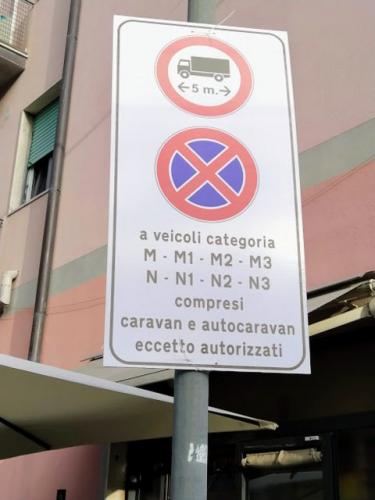 5 m.
a veicoli categoria
M - M1 - M2 - M3
N - N1 - N2 - N3
compresi
caravan e autocaravan
eccetto autorizzati